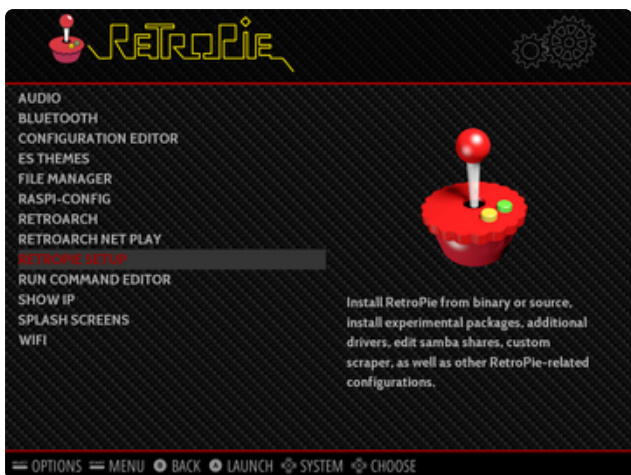 RETROPIE
AUDIO
BLUETOOTH
CONFIGURATION EDITOR
ES THEMES
FILE MANAGER
RASPI-CONFIG
RETROARCH
RETROARCH NET PLAY
RETROPIE SETUP
RUN COMMAND EDITOR
SHOW IP
SPLASH SCREENS
WIFI
Install RetroPie from binary or source,
install experimental packages, additional
drivers, edit samba shares, custom
scraper, as well as other RetroPie-related
configurations.
OPTIONS MENU BACK LAUNCH SYSTEM CHOOSE